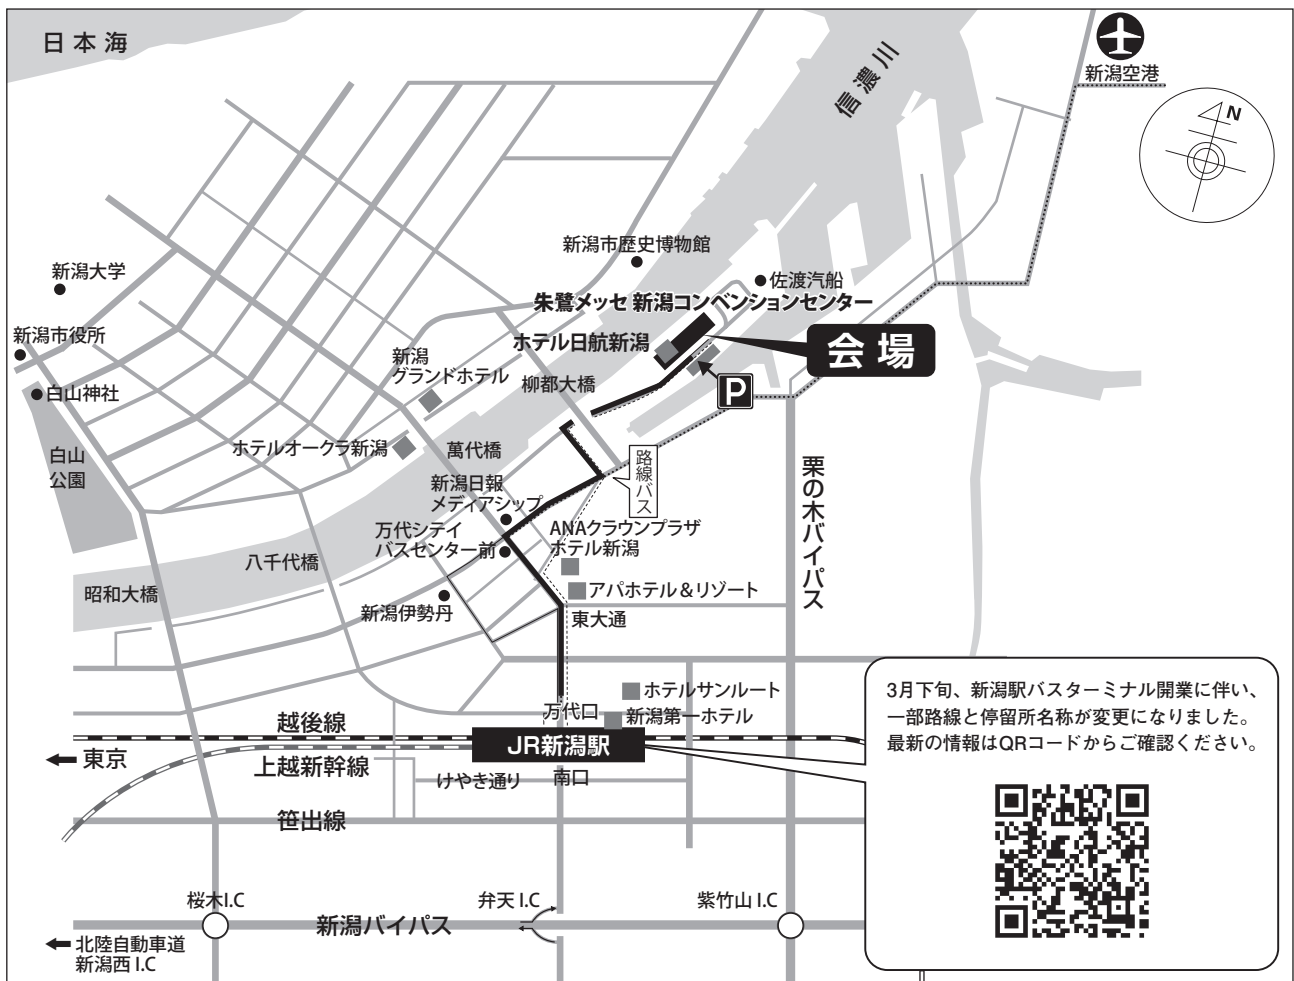 日本海
信濃川
新潟空港
N
新潟市歴史博物館
新潟大学
佐渡汽船
朱鷺メッセ 新潟コンベンションセンター
新潟市役所
ホテル日航新潟
会場
新潟
グランドホテル
柳都大橋
P
白山神社
ホテルオークラ新潟
萬代橋
白山
公園
路線バス
栗の木バイパス
新潟日報
メディアシップ
万代シテイ
バスセンター前
ANAクラウンプラザ
ホテル新潟
八千代橋
昭和大橋
アパホテル＆リゾート
新潟伊勢丹
東大通
ホテルサンルート
万代口
新潟第一ホテル
越後線
JR新潟駅
東京
上越新幹線
けやき通り
南口
笹出線
3月下旬、新潟駅バスターミナル開業に伴い、
一部路線と停留所名称が変更になりました。
最新の情報はQRコードからご確認ください。
桜木I.C
弁天 I.C
紫竹山 I.C
新潟バイパス
北陸自動車道
新潟西 I.C